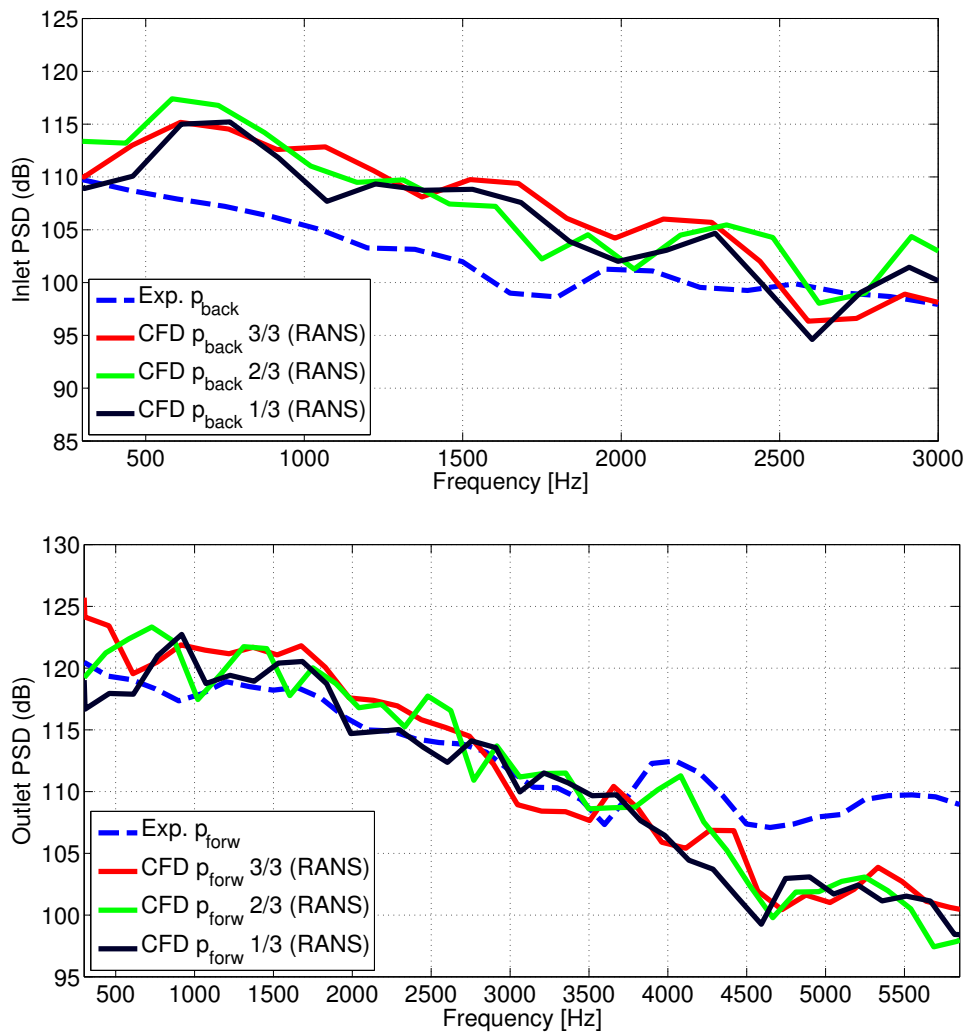 125
120
115
110
105
100
95
90
85
Inlet PSD (dB)
Exp. p_back
CFD p_back 3/3 (RANS)
CFD p_back 2/3 (RANS)
CFD p_back 1/3 (RANS)
500 1000 1500 2000 2500 3000
Frequency [Hz]
130
125
120
115
110
105
100
95
Outlet PSD (dB)
Exp. p_forw
CFD p_forw 3/3 (RANS)
CFD p_forw 2/3 (RANS)
CFD p_forw 1/3 (RANS)
500 1000 1500 2000 2500 3000 3500 4000 4500 5000 5500
Frequency [Hz]